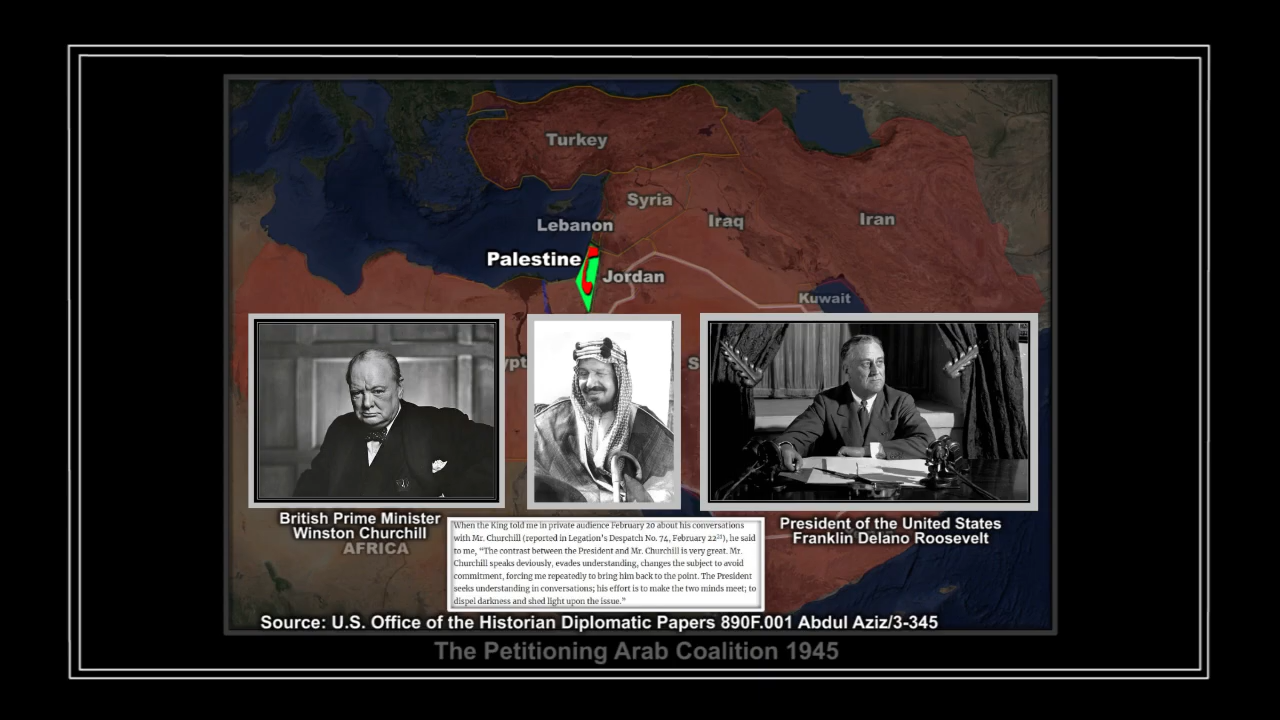 Turkey
Syria
Lebanon
Iraq
Iran
Palestine
Jordan
Kuwait
British Prime Minister
Winston Churchill
AFRICA
When the King told me in private audience February 20 about his conversations
with Mr. Churchill (reported in Legation's Despatch No. 74, February 22²³), he said
to me, “The contrast between the President and Mr. Churchill is very great. Mr.
Churchill speaks deviously, evades understanding, changes the subject to avoid
commitment, forcing me repeatedly to bring him back to the point. The President
seeks understanding in conversations; his effort is to make the two minds meet; to
dispel darkness and shed light upon the issue.”
President of the United States
Franklin Delano Roosevelt
Source: U.S. Office of the Historian Diplomatic Papers 890F.001 Abdul Aziz/3-345
The Petitioning Arab Coalition 1945